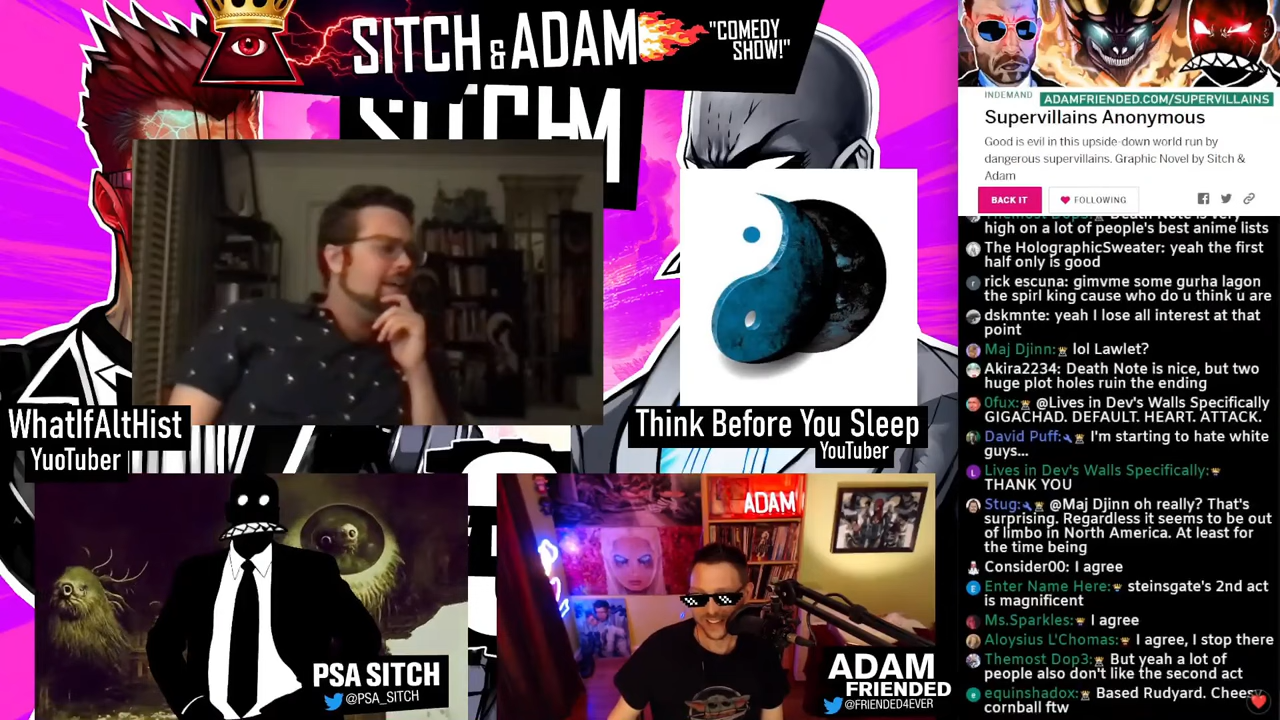 SITCH & ADAM
"COMEDY
SHOW!"
INDEMAND
ADAMFRIENDED.COM/SUPERVILLAINS
Supervillains Anonymous
Good is evil in this upside-down world run by
dangerous supervillains. Graphic Novel by Sitch &
Adam
BACK IT
FOLLOWING
Themost Dop3: Death Note is very
high on a lot of people's best anime lists
The HolographicSweater: yeah the first
half only is good
rick escuna: gimvme some gurha lagon
the spirl king cause who do u think u are
dskmnte: yeah I lose all interest at that
point
Maj Djinn: lol Lawlet?
Akira2234: Death Note is nice, but two
huge plot holes ruin the ending
0fux: @Lives in Dev's Walls Specifically
GIGACHAD. DEFAULT. HEART. ATTACK.
David Puff: I'm starting to hate white
guys...
Lives in Dev's Walls Specifically:
THANK YOU
Stug: @Maj Djinn oh really? That's
surprising. Regardless it seems to be out
of limbo in North America. At least for
the time being
Consider00: I agree
Enter Name Here: steinsgate's 2nd act
is magnificent
Ms.Sparkles: I agree
Aloysius L'Chomas: I agree, I stop there
Themost Dop3: But yeah a lot of
people also don't like the second act
equinshadox: Based Rudyard. Cheesy
cornball ftw
WhatIfAltHist
YuoTuber
Think Before You Sleep
YouTuber
PSA SITCH
@PSA_SITCH
ADAM
ADAM
FRIENDED
@FRIENDED4EVER